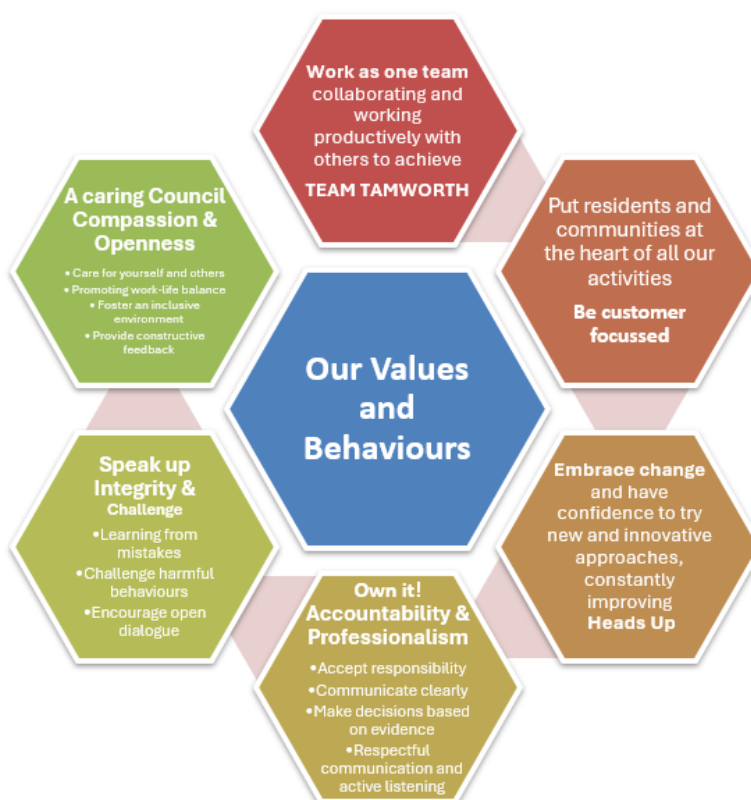 Work as one team
collaborating and
working
productively with
others to achieve
TEAM TAMWORTH
Put residents and
communities at
the heart of all our
activities
Be customer
focussed
Embrace change
and have
confidence to try
new and innovative
approaches,
constantly
improving
Heads Up
Own it!
Accountability &
Professionalism
•Accept responsibility
•Communicate clearly
•Make decisions based
on evidence
•Respectful
communication and
active listening
Speak up
Integrity &
Challenge
•Learning from
mistakes
•Challenge harmful
behaviours
•Encourage open
dialogue
A caring Council
Compassion &
Openness
•Care for yourself and others
•Promoting work-life balance
•Foster an inclusive
environment
•Provide constructive
feedback
Our Values
and
Behaviours